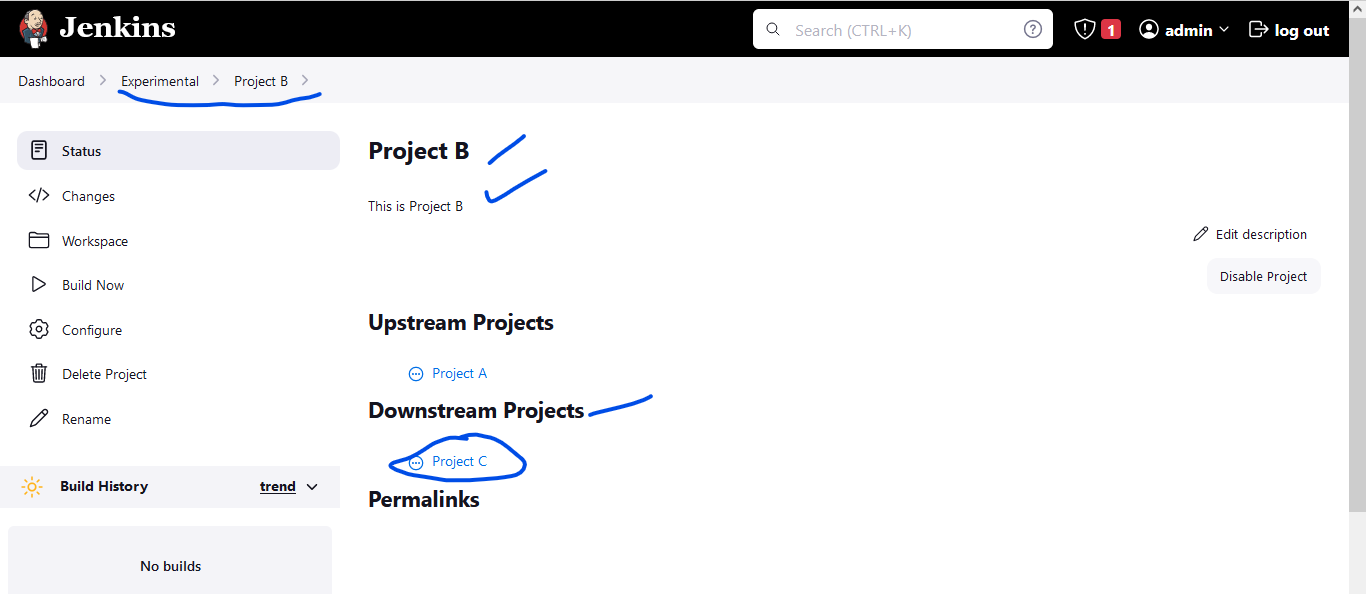 Jenkins
Search (CTRL+K)
1
admin
log out
Dashboard
Experimental
Project B
Status
Changes
Workspace
Build Now
Configure
Delete Project
Rename
Build History
trend
No builds
Project B
This is Project B
Edit description
Disable Project
Upstream Projects
Project A
Downstream Projects
Project C
Permalinks